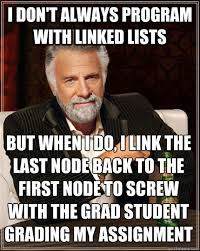 I DON'T ALWAYS PROGRAM
WITH LINKED LISTS
BUT WHEN I DO, I LINK THE
LAST NODE BACK TO THE
FIRST NODE TO SCREW
WITH THE GRAD STUDENT
GRADING MY ASSIGNMENT